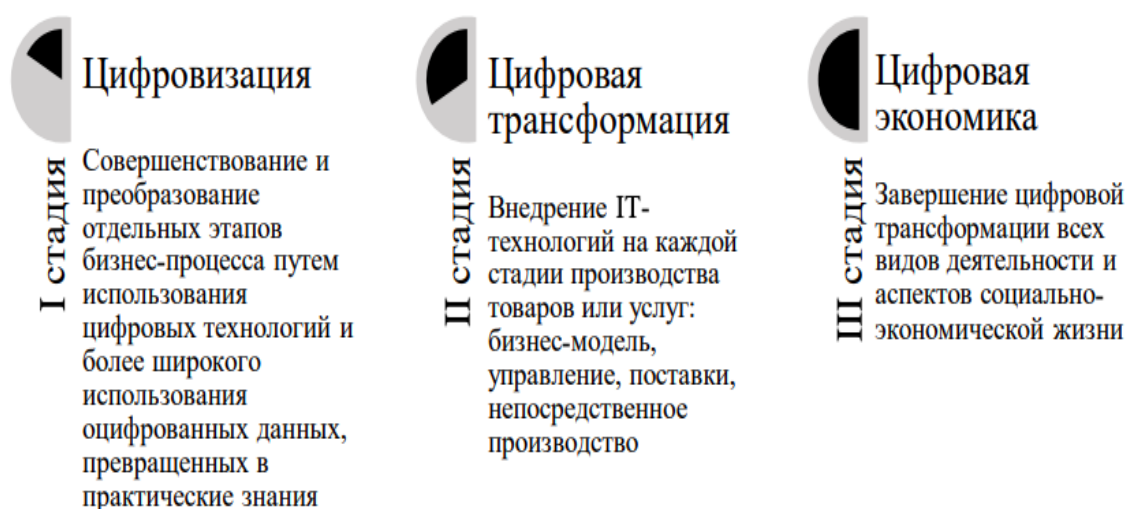 Цифровизация
I стадия
Совершенствование и
преобразование
отдельных этапов
бизнес-процесса путем
использования
цифровых технологий и
более широкого
использования
оцифрованных данных,
превращенных в
практические знания
Цифровая
трансформация
II стадия
Внедрение IT-
технологий на каждой
стадии производства
товаров или услуг:
бизнес-модель,
управление, поставки,
непосредственное
производство
Цифровая
экономика
III стадия
Завершение цифровой
трансформации всех
видов деятельности и
аспектов социально-
экономической жизни